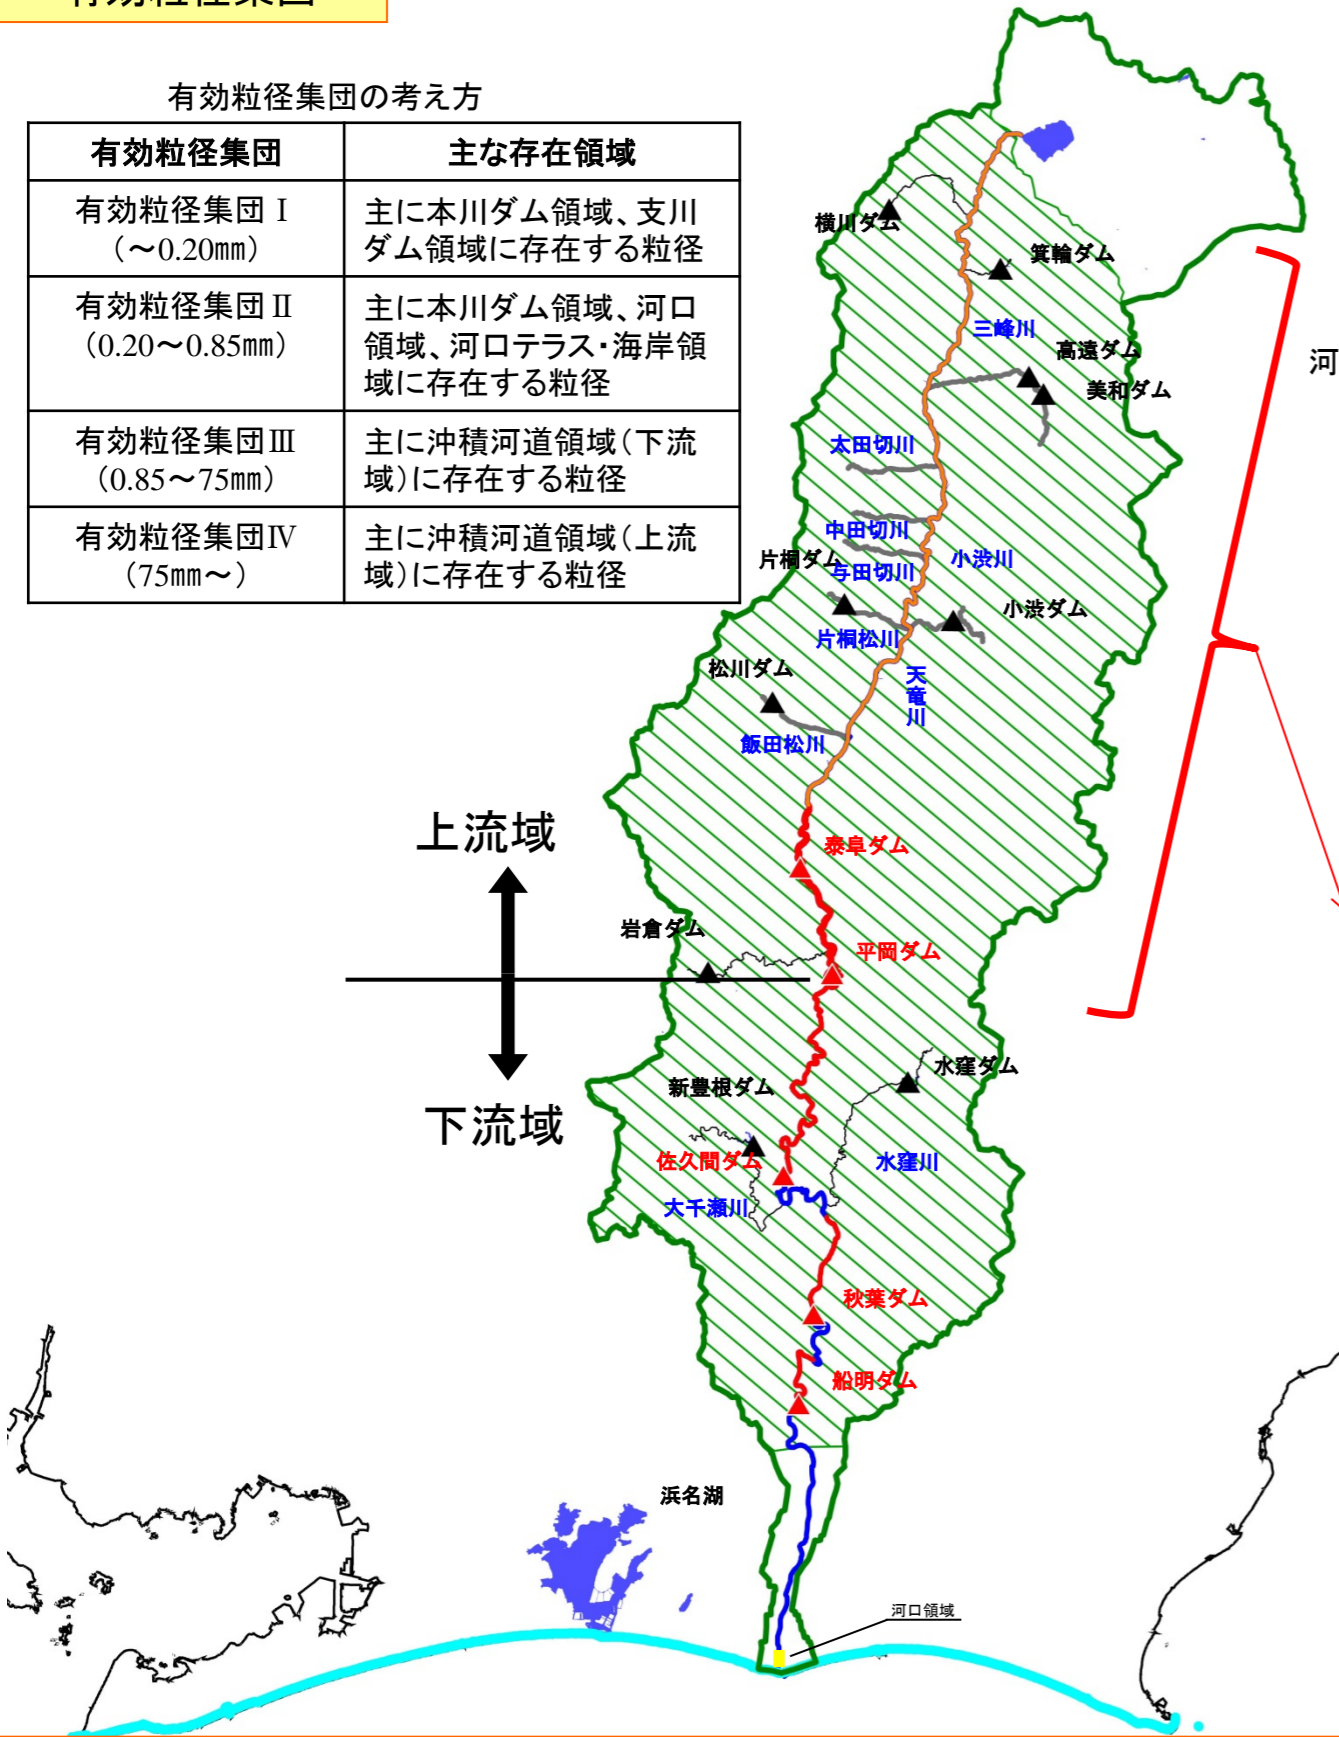 有効粒径集団
有効粒径集団の考え方
有効粒径集団
主な存在領域
有効粒径集団Ⅰ
（～0.20㎜）
主に本川ダム領域、支川
ダム領域に存在する粒径
有効粒径集団Ⅱ
（0.20～0.85㎜）
主に本川ダム領域、河口
領域、河口テラス・海岸領
域に存在する粒径
有効粒径集団Ⅲ
（0.85～75㎜）
主に沖積河道領域（下流
域）に存在する粒径
有効粒径集団Ⅳ
（75㎜～）
主に沖積河道領域（上流
域）に存在する粒径
横川ダム
箕輪ダム
三峰川
高遠ダム
河
美和ダム
太田切川
中田切川
片桐ダム
小渋川
与田切川
小渋ダム
片桐松川
松川ダム
天竜川
飯田松川
上流域
泰阜ダム
岩倉ダム
平岡ダム
水窪ダム
新豊根ダム
下流域
佐久間ダム
水窪川
大千瀬川
秋葉ダム
船明ダム
浜名湖
河口領域